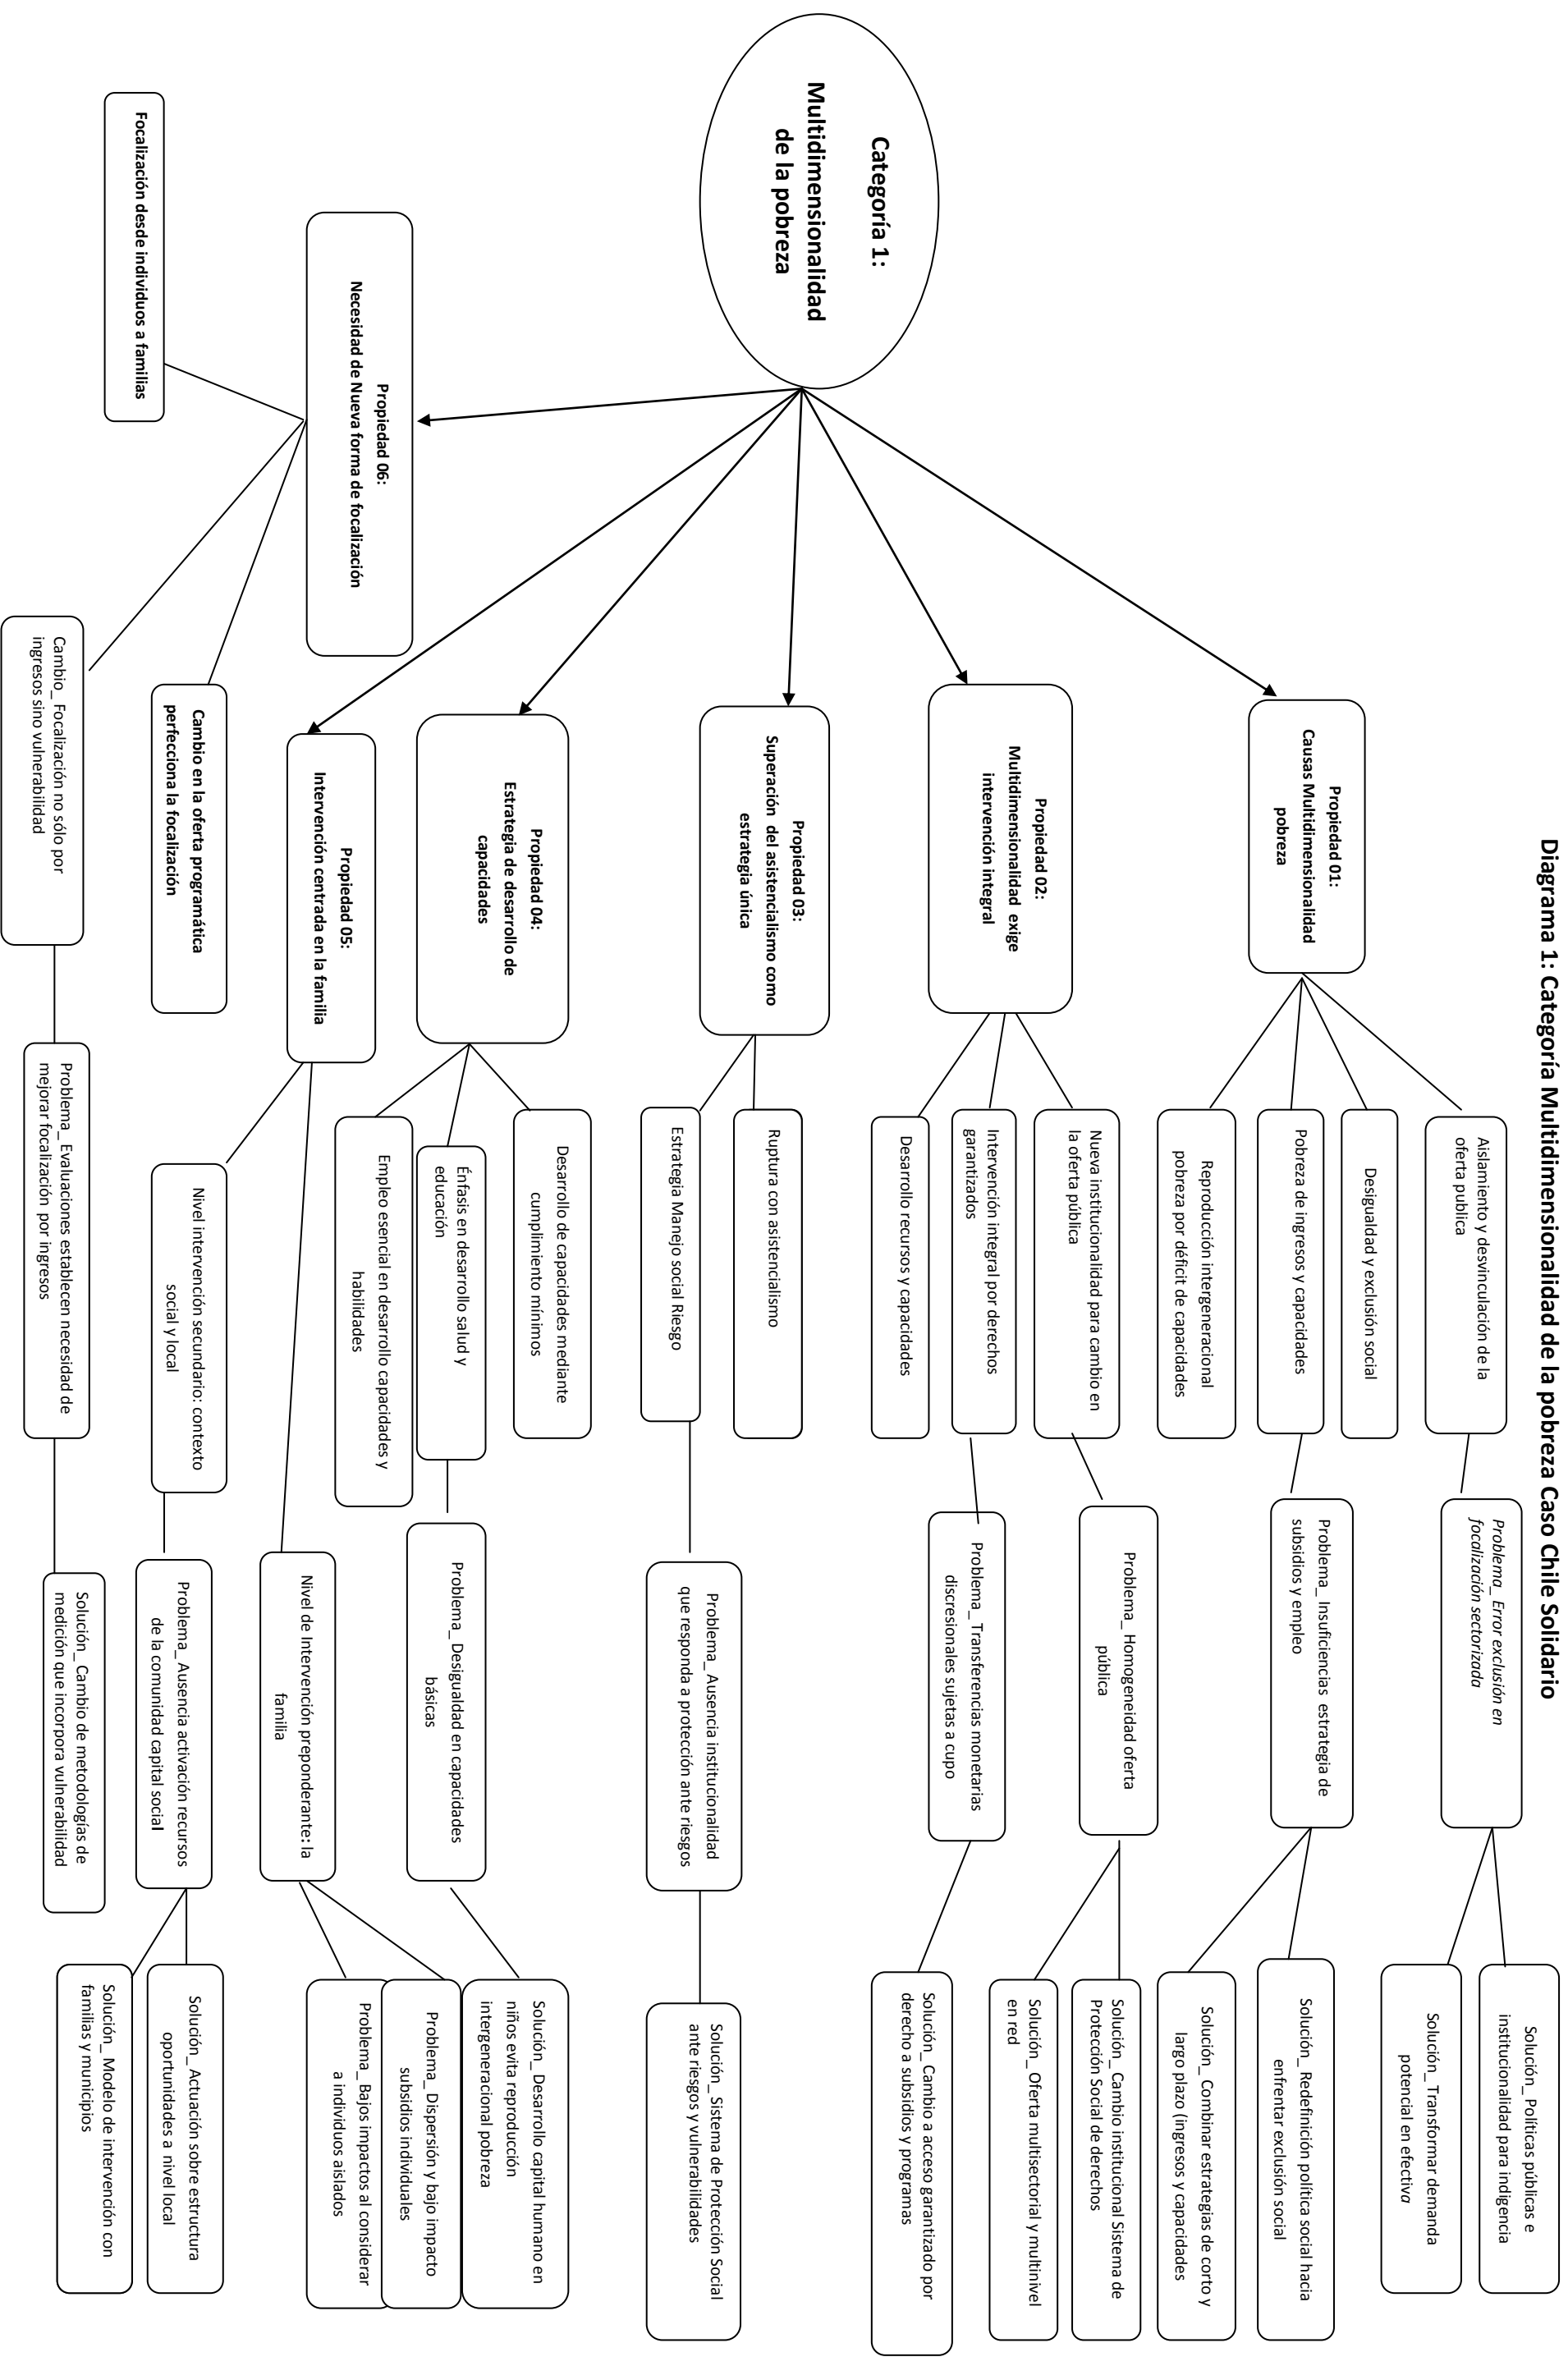 Diagrama 1: Categoría Multidimensionalidad de la pobreza Caso Chile Solidario
Categoría 1:
Multidimensionalidad
de la pobreza
Propiedad 01:
Causas Multidimensionalidad
pobreza
Aislamiento y desvinculación de la
oferta publica
Problema_ Error exclusión en
focalización sectorizada
Solución_ Políticas públicas e
institucionalidad para indigencia
Solución_ Transformar demanda
potencial en efectiva
Desigualdad y exclusión social
Pobreza de ingresos y capacidades
Problema_ Insuficiencias estrategia de
subsidios y empleo
Solución_ Redefinición política social hacia
enfrentar exclusión social
Solución_ Combinar estrategias de corto y
largo plazo (ingresos y capacidades
Reproducción intergeneracional
pobreza por déficit de capacidades
Propiedad 02:
Multidimensionalidad exige
intervención integral
Nueva institucionalidad para cambio en
la oferta pública
Problema_ Homogeneidad oferta
pública
Solución_ Cambio institucional Sistema de
Protección Social de derechos
Solución_ Oferta multisectorial y multinivel
en red
Intervención integral por derechos
garantizados
Problema_ Transferencias monetarias
discresionales sujetas a cupo
Solución_ Cambio a acceso garantizado por
derecho a subsidios y programas
Desarrollo recursos y capacidades
Propiedad 03:
Superación del asistencialismo como
estrategia única
Ruptura con asistencialismo
Estrategia Manejo social Riesgo
Problema_ Ausencia institucionalidad
que responda a protección ante riesgos
Solución_ Sistema de Protección Social
ante riesgos y vulnerabilidades
Propiedad 04:
Estrategia de desarrollo de
capacidades
Desarrollo de capacidades mediante
cumplimiento mínimos
Énfasis en desarrollo salud y
educación
Problema_ Desigualdad en capacidades
básicas
Solución_ Desarrollo capital humano en
niños evita reproducción
intergeneracional pobreza
Empleo esencial en desarrollo capacidades y
habilidades
Propiedad 05:
Intervención centrada en la familia
Nivel de Intervención preponderante: la
familia
Problema_ Dispersión y bajo impacto
subsidios individuales
Problema_ Bajos impactos al considerar
a individuos aislados
Nivel intervención secundario: contexto
social y local
Problema_ Ausencia activación recursos
de la comunidad capital social
Solución_ Actuación sobre estructura
oportunidades a nivel local
Solución_ Modelo de intervención con
familias y municipios
Propiedad 06:
Necesidad de Nueva forma de focalización
Cambio en la oferta programática
perfecciona la focalización
Focalización desde individuos a familias
Cambio_ Focalización no sólo por
ingresos sino vulnerabilidad
Problema_ Evaluaciones establecen necesidad de
mejorar focalización por ingresos
Solución_ Cambio de metodologías de
medición que incorpora vulnerabilidad